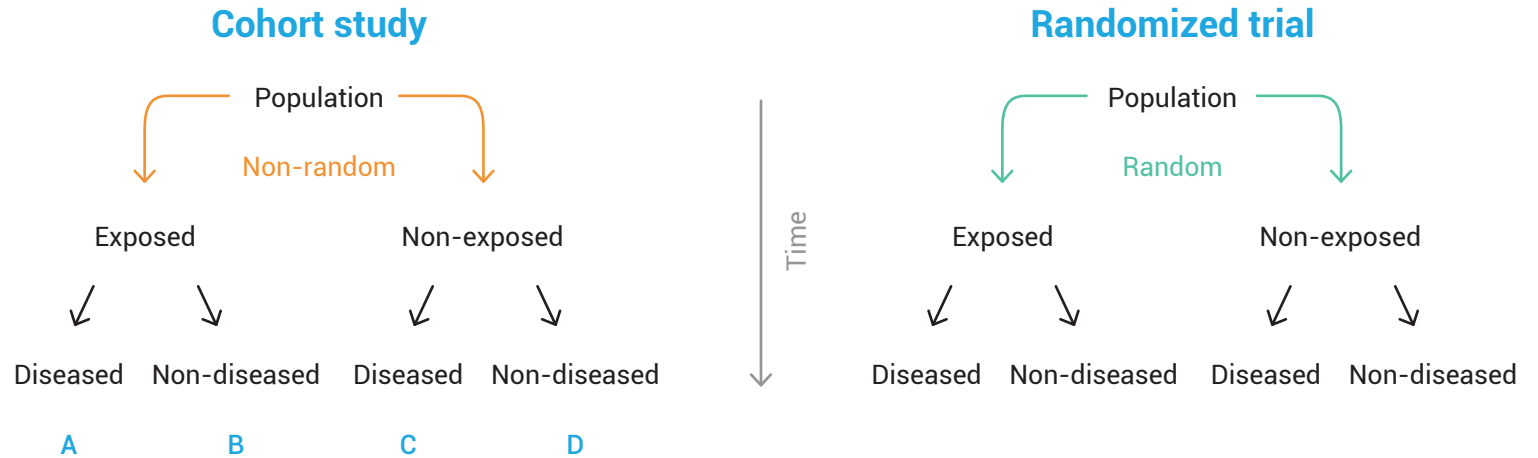 Cohort study
Population
Non-random
Exposed
Non-exposed
Diseased
Non-diseased
Diseased
Non-diseased
A
B
C
D
Time
Randomized trial
Population
Random
Exposed
Non-exposed
Diseased
Non-diseased
Diseased
Non-diseased